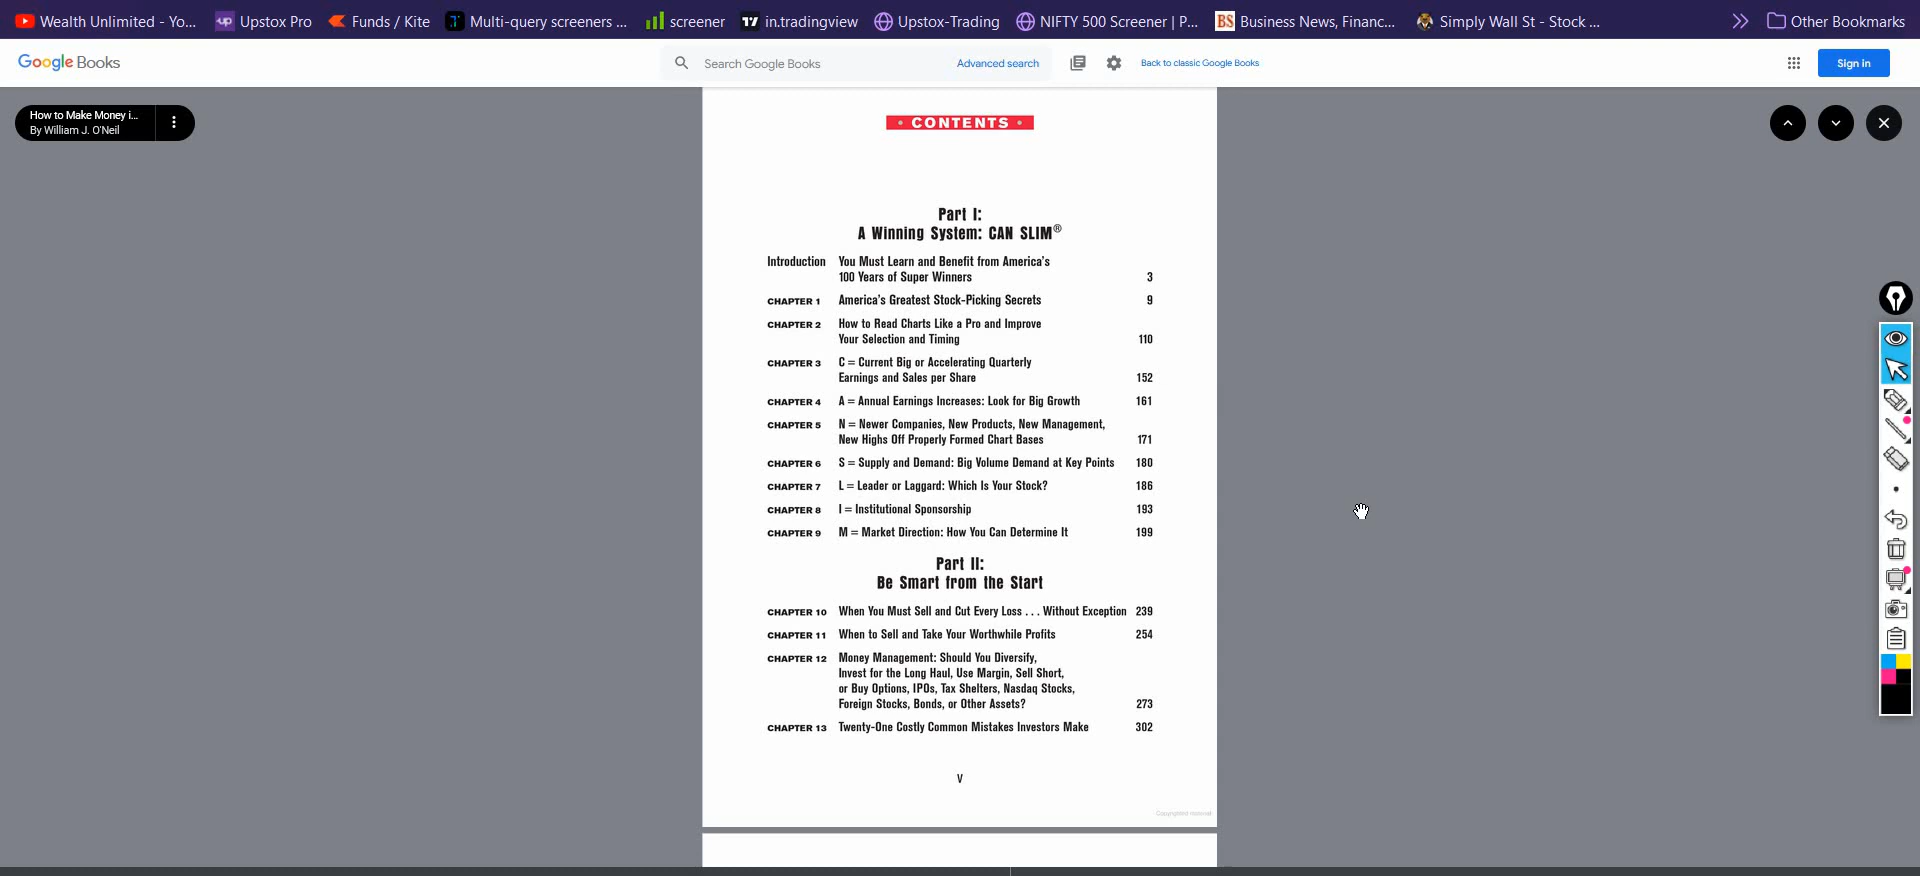 Wealth Unlimited - Yo...
Upstox Pro
Funds / Kite
Multi-query screeners ...
screener
in.tradingview
Upstox-Trading
NIFTY 500 Screener | P...
BS Business News, Financ...
Simply Wall St - Stock ...
Other Bookmarks
Google Books
Search Google Books
Advanced search
Back to classic Google Books
Sign in
How to Make Money i...
By William J. O'Neil
• CONTENTS •
Part I:
A Winning System: CAN SLIM®
Introduction You Must Learn and Benefit from America's
100 Years of Super Winners 3
CHAPTER 1 America's Greatest Stock-Picking Secrets 9
CHAPTER 2 How to Read Charts Like a Pro and Improve
Your Selection and Timing 110
CHAPTER 3 C = Current Big or Accelerating Quarterly
Earnings and Sales per Share 152
CHAPTER 4 A = Annual Earnings Increases: Look for Big Growth 161
CHAPTER 5 N = Newer Companies, New Products, New Management,
New Highs Off Properly Formed Chart Bases 171
CHAPTER 6 S = Supply and Demand: Big Volume Demand at Key Points 180
CHAPTER 7 L = Leader or Laggard: Which Is Your Stock? 186
CHAPTER 8 I = Institutional Sponsorship 193
CHAPTER 9 M = Market Direction: How You Can Determine It 199
Part II:
Be Smart from the Start
CHAPTER 10 When You Must Sell and Cut Every Loss . . . Without Exception 239
CHAPTER 11 When to Sell and Take Your Worthwhile Profits 254
CHAPTER 12 Money Management: Should You Diversify,
Invest for the Long Haul, Use Margin, Sell Short,
or Buy Options, IPOs, Tax Shelters, Nasdaq Stocks,
Foreign Stocks, Bonds, or Other Assets? 273
CHAPTER 13 Twenty-One Costly Common Mistakes Investors Make 302
V
Copyrighted material